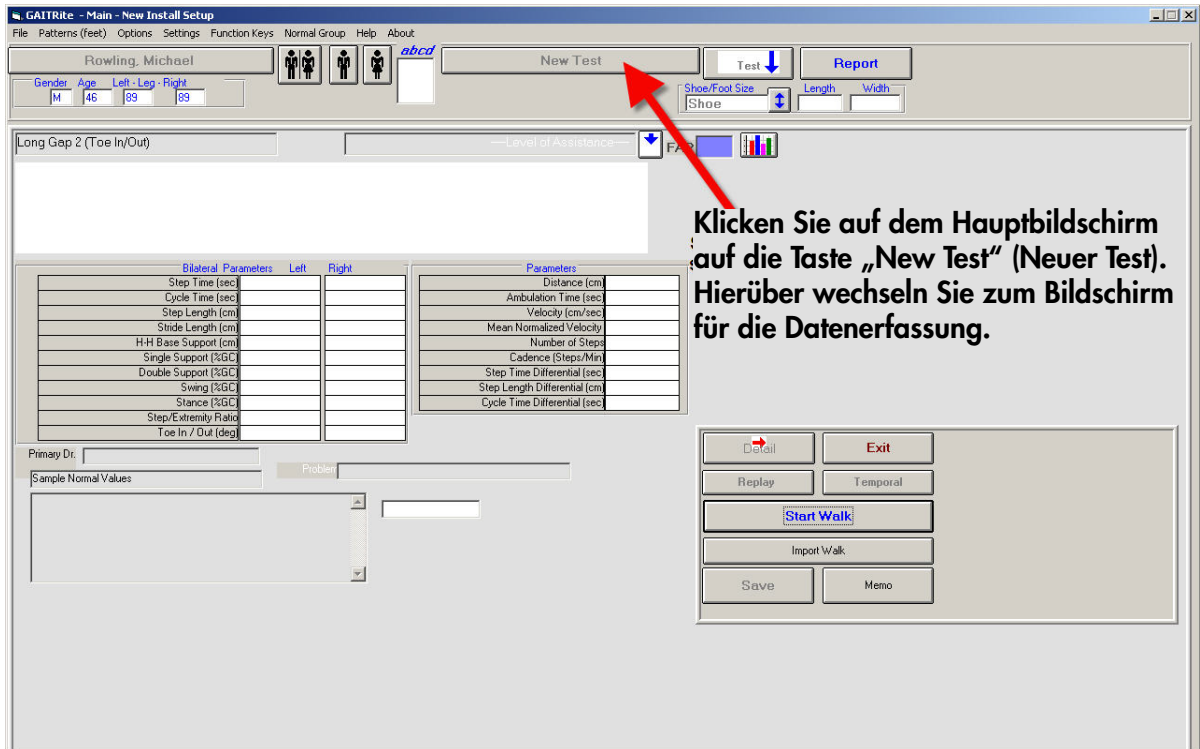 GAITRite - Main - New Install Setup
File Patterns (feet) Options Settings Function Keys Normal Group Help About
Rowling, Michael
abcd
New Test
Test
Report
Gender Age Left - Leg - Right
M 46 89 89
Shoe/Foot Size Length Width
Shoe
Long Gap 2 (Toe In/Out)
—Level of Assistance—
Klicken Sie auf dem Hauptbildschirm
auf die Taste „New Test“ (Neuer Test).
Hierüber wechseln Sie zum Bildschirm
für die Datenerfassung.
Bilateral Parameters Left Right
Step Time (sec)
Cycle Time (sec)
Step Length (cm)
Stride Length (cm)
H-H Base Support (cm)
Single Support (%GC)
Double Support (%GC)
Swing (%GC)
Stance (%GC)
Step/Extremity Ratio
Toe In / Out (deg)
Parameters
Distance (cm)
Ambulation Time (sec)
Velocity (cm/sec)
Mean Normalized Velocity
Number of Steps
Cadence (Steps/Min)
Step Time Differential (sec)
Step Length Differential (cm)
Cycle Time Differential (sec)
Primary Dr.
Problem
Sample Normal Values
Detail
Exit
Replay
Temporal
Start Walk
Import Walk
Save
Memo